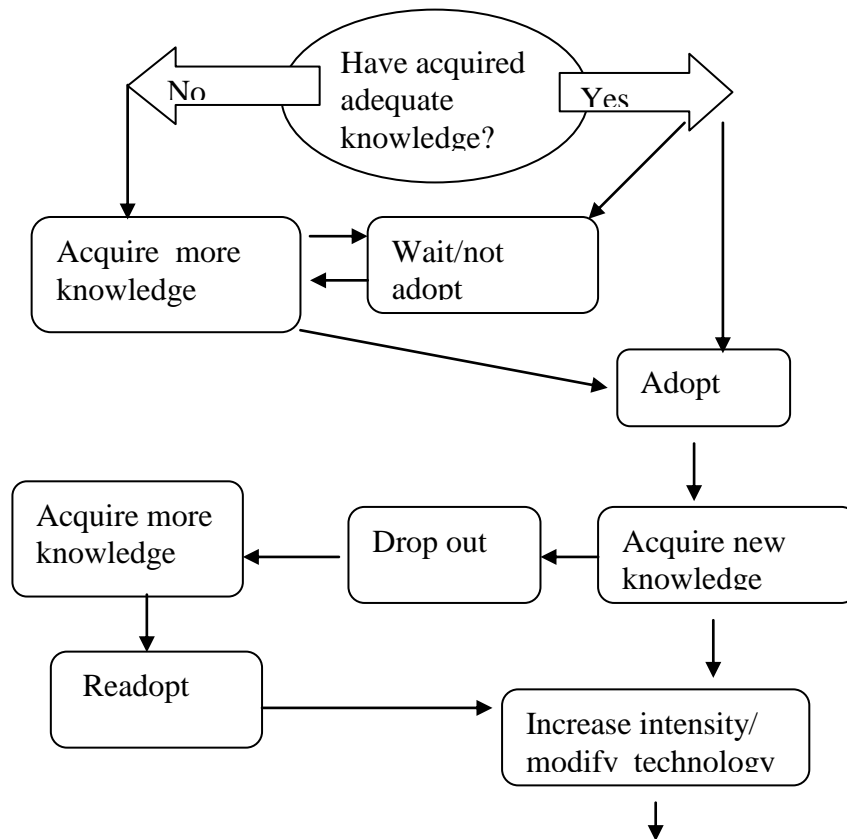 Have acquired
adequate
knowledge?
No
Yes
Acquire more
knowledge
Wait/not
adopt
Adopt
Acquire more
knowledge
Drop out
Acquire new
knowledge
Readopt
Increase intensity/
modify technology